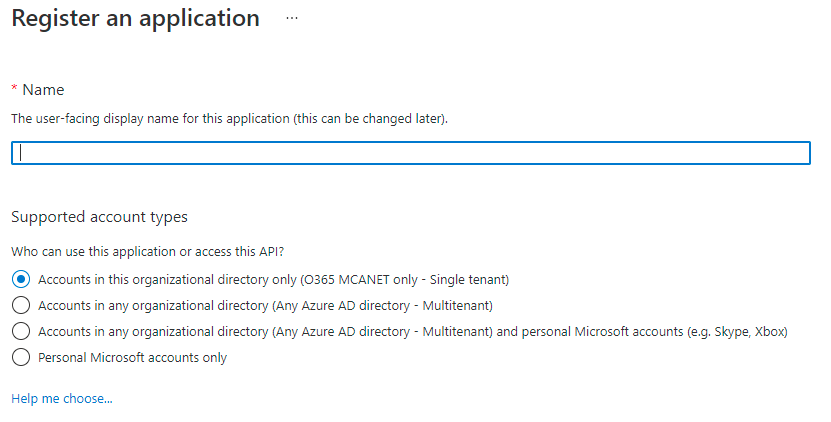 Register an application ...
* Name
The user-facing display name for this application (this can be changed later).
Supported account types
Who can use this application or access this API?
Accounts in this organizational directory only (O365 MCANET only - Single tenant)
Accounts in any organizational directory (Any Azure AD directory - Multitenant)
Accounts in any organizational directory (Any Azure AD directory - Multitenant) and personal Microsoft accounts (e.g. Skype, Xbox)
Personal Microsoft accounts only
Help me choose...